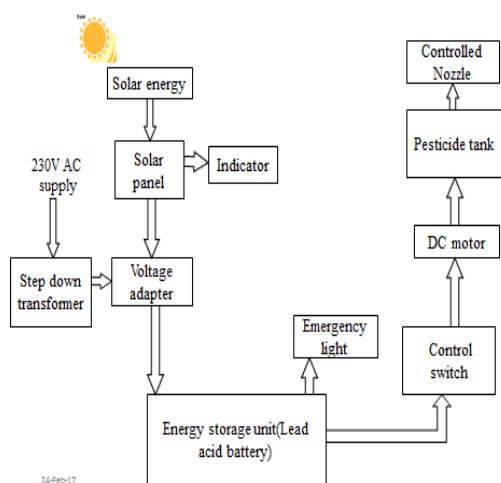 Sun
Solar energy
Solar
panel
Indicator
230V AC
supply
Step down
transformer
Voltage
adapter
Emergency
light
Energy storage unit(Lead
acid battery)
Control
switch
DC motor
Pesticide tank
Controlled
Nozzle
24-Feb-17